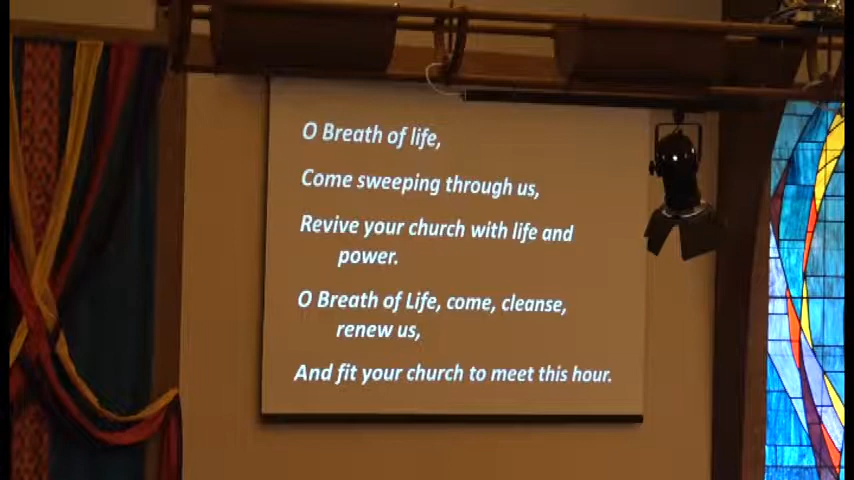 O Breath of life,
Come sweeping through us,
Revive your church with life and
power.
O Breath of Life, come, cleanse,
renew us,
And fit your church to meet this hour.